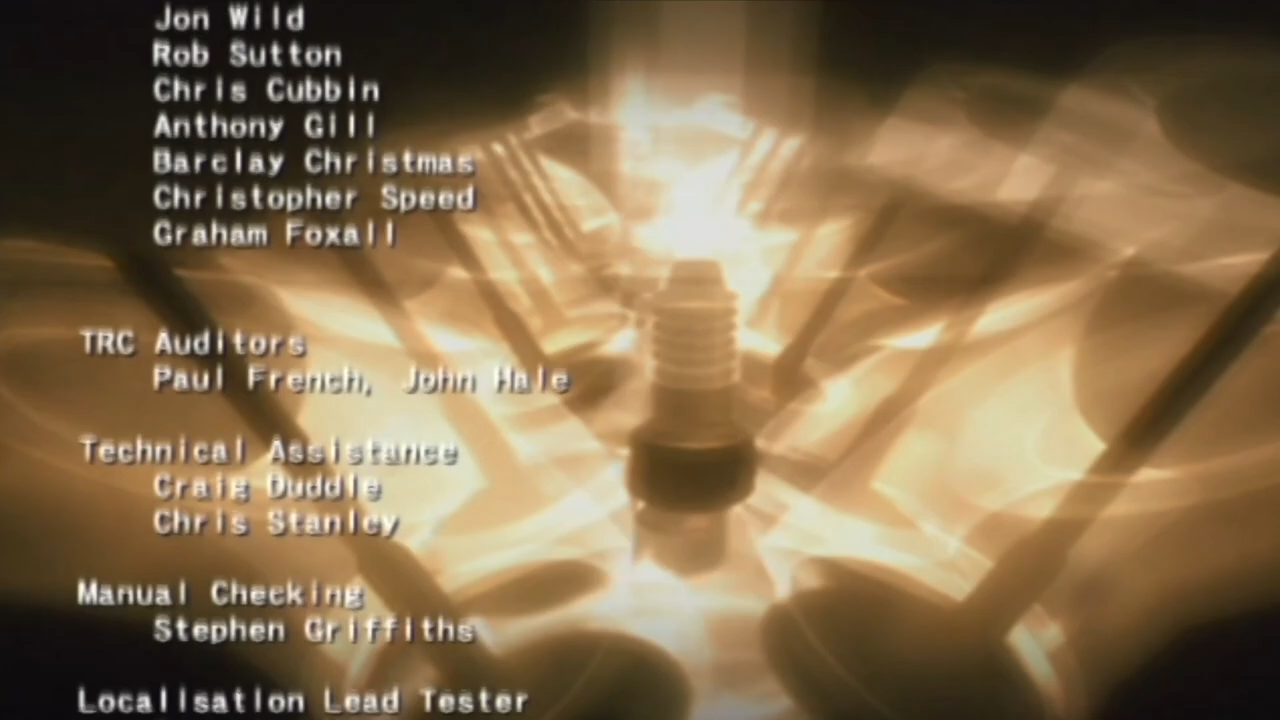 Jon Wild
Rob Sutton
Chris Cubbin
Anthony Gill
Barclay Christmas
Christopher Speed
Graham Foxall
TRC Auditors
Paul French, John Hale
Technical Assistance
Craig Duddle
Chris Stanley
Manual Checking
Stephen Griffiths
Localisation Lead Tester